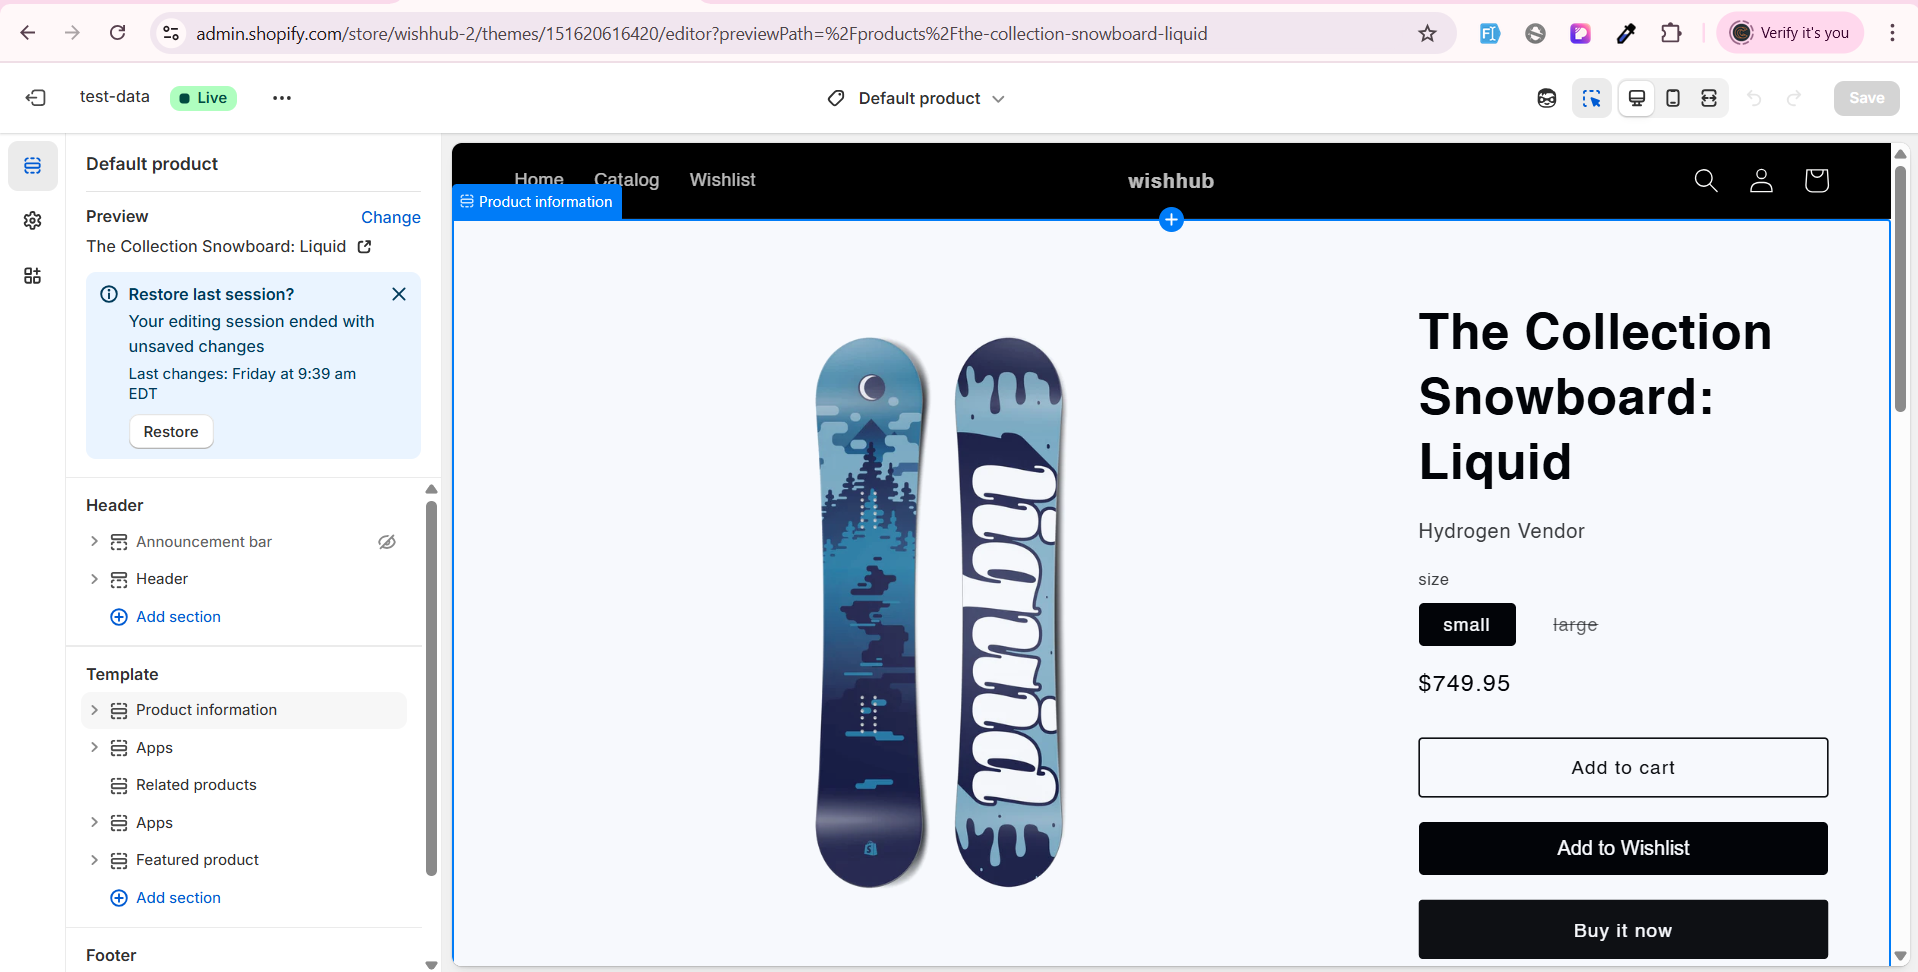 admin.shopify.com/store/wishhub-2/themes/151620616420/editor?previewPath=%2Fproducts%2Fthe-collection-snowboard-liquid
Verify it's you
test-data
Live
Default product
Save
Default product
Preview
Change
The Collection Snowboard: Liquid
Restore last session?
Your editing session ended with
unsaved changes
Last changes: Friday at 9:39 am
EDT
Restore
Header
Announcement bar
Header
Add section
Template
Product information
Apps
Related products
Apps
Featured product
Add section
Footer
Home
Catalog
Wishlist
wishhub
Product information
liquid
The Collection
Snowboard:
Liquid
Hydrogen Vendor
size
small
large
$749.95
Add to cart
Add to Wishlist
Buy it now